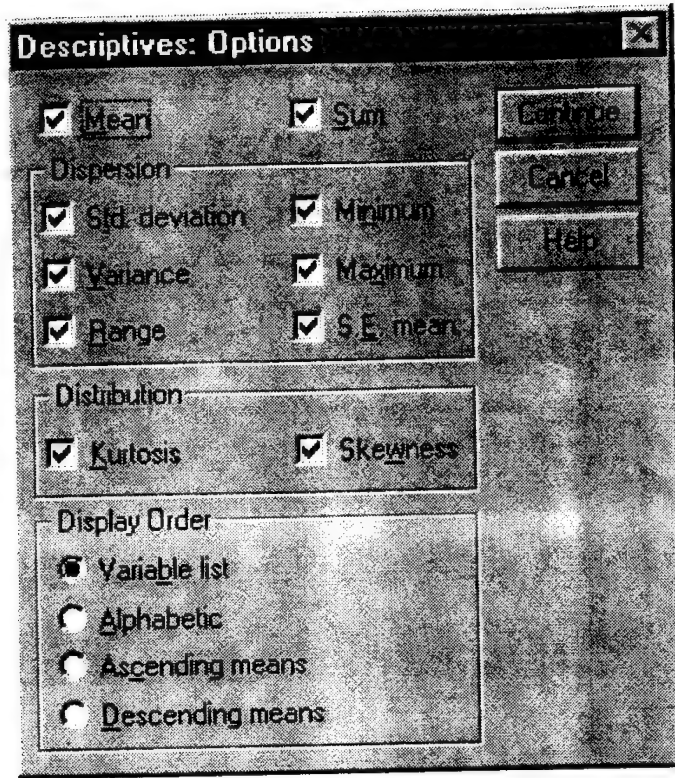 Descriptives: Options
Mean Sum Continue
Dispersion Cancel
Std. deviation Minimum Help
Variance Maximum
Range S.E. mean
Distribution
Kurtosis Skewness
Display Order
Variable list
Alphabetic
Ascending means
Descending means